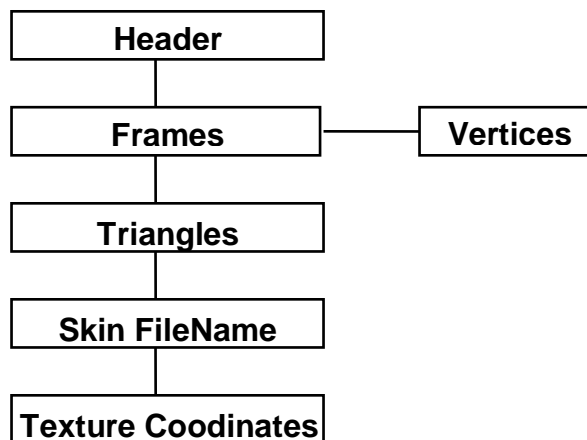 Header
Frames
Vertices
Triangles
Skin FileName
Texture Coodinates